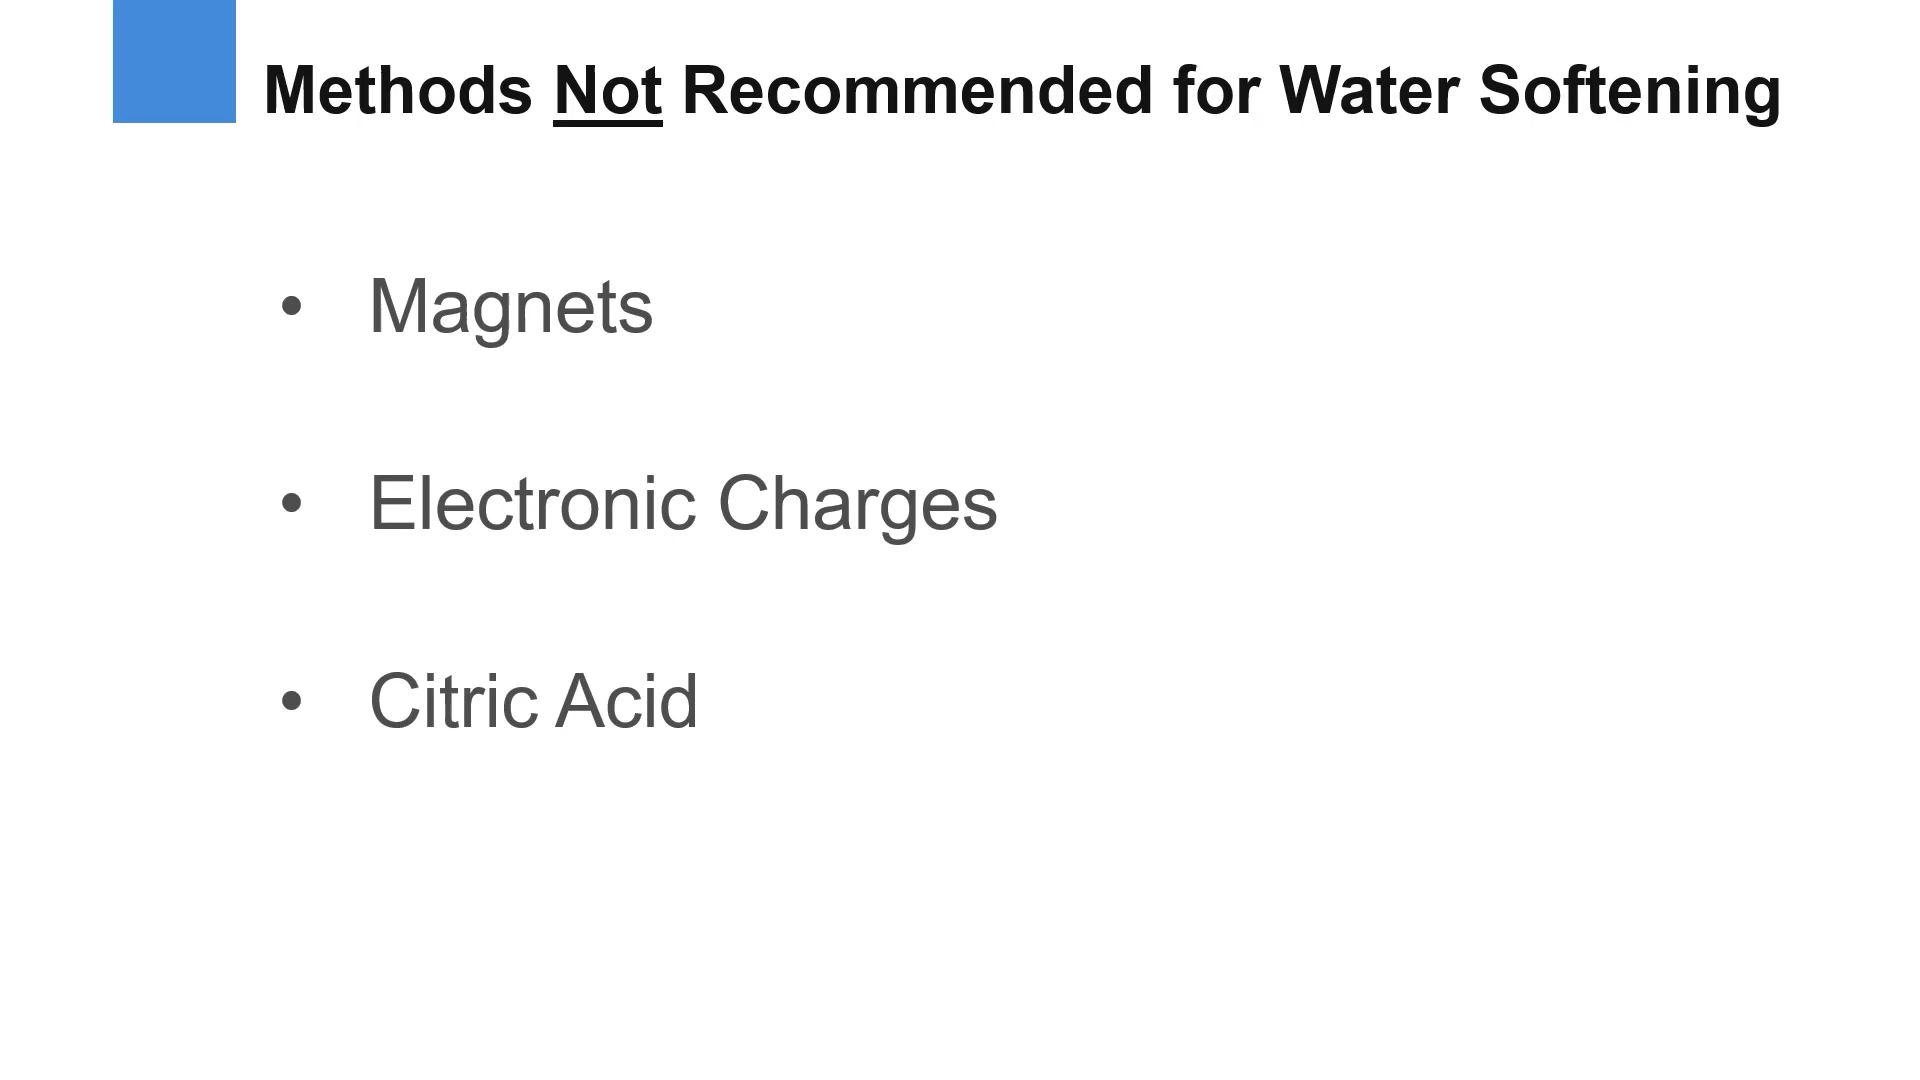 Methods Not Recommended for Water Softening
• Magnets
• Electronic Charges
• Citric Acid